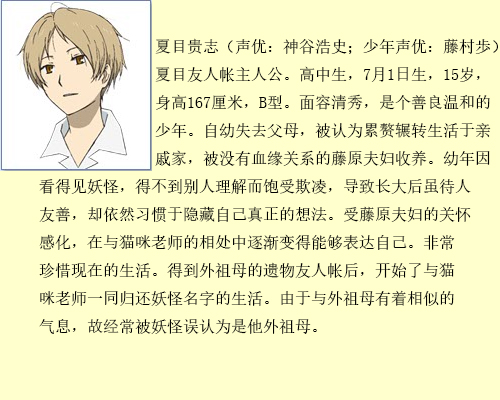 夏目贵志（声优：神谷浩史；少年声优：藤村歩）
夏目友人帐主人公。高中生，7月1日生，15岁，
身高167厘米，B型。面容清秀，是个善良温和的
少年。自幼失去父母，被认为累赘辗转生活于亲
戚家，被没有血缘关系的藤原夫妇收养。幼年因
看得见妖怪，得不到别人理解而饱受欺凌，导致长大后虽待人
友善，却依然习惯于隐藏自己真正的想法。受藤原夫妇的关怀
感化，在与猫咪老师的相处中逐渐变得能够表达自己。非常
珍惜现在的生活。得到外祖母的遗物友人帐后，开始了与猫
咪老师一同归还妖怪名字的生活。由于与外祖母有着相似的
气息，故经常被妖怪误认为是他外祖母。